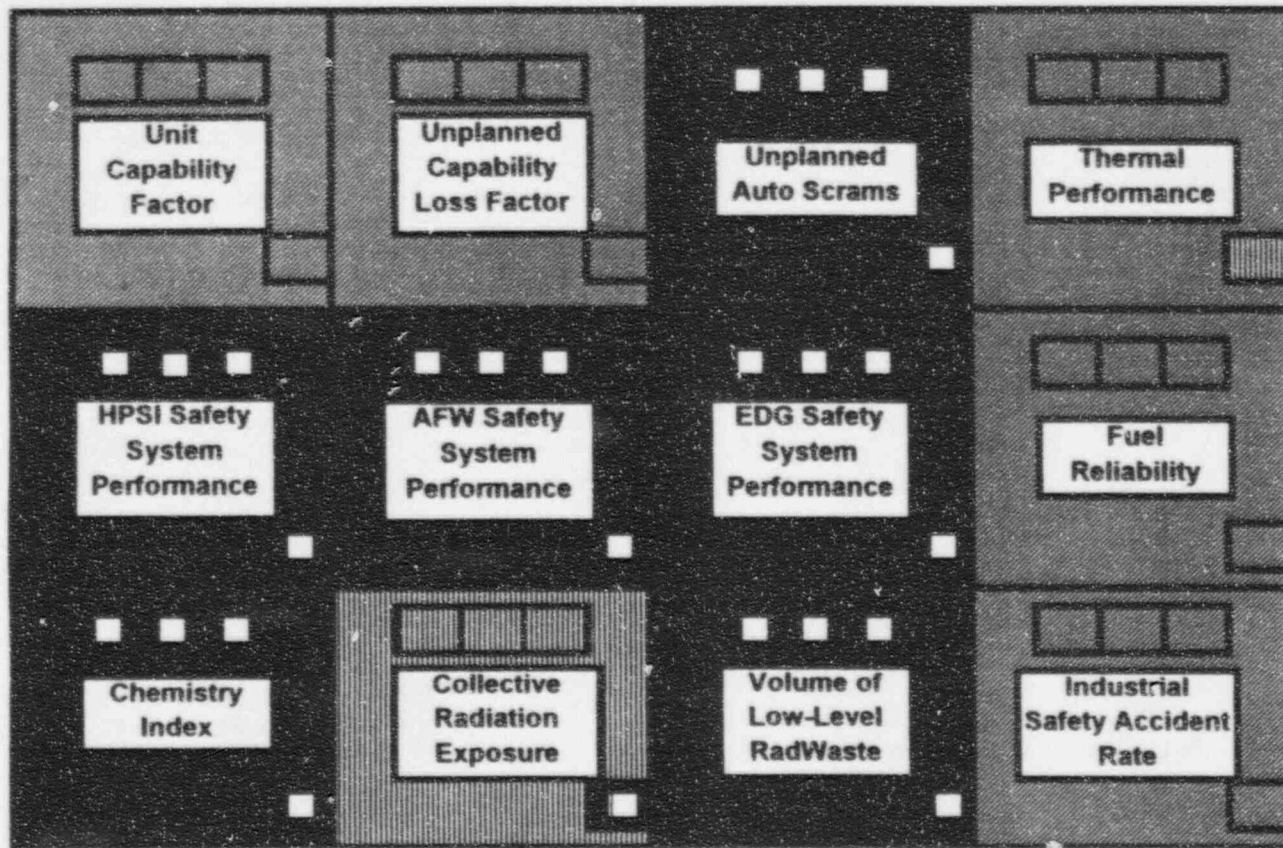 Unit
Capability
Factor
Unplanned
Capability
Loss Factor
Unplanned
Auto Scrams
Thermal
Performance
HPSI Safety
System
Performance
AFW Safety
System
Performance
EDG Safety
System
Performance
Fuel
Reliability
Chemistry
Index
Collective
Radiation
Exposure
Volume of
Low-Level
RadWaste
Industrial
Safety Accident
Rate